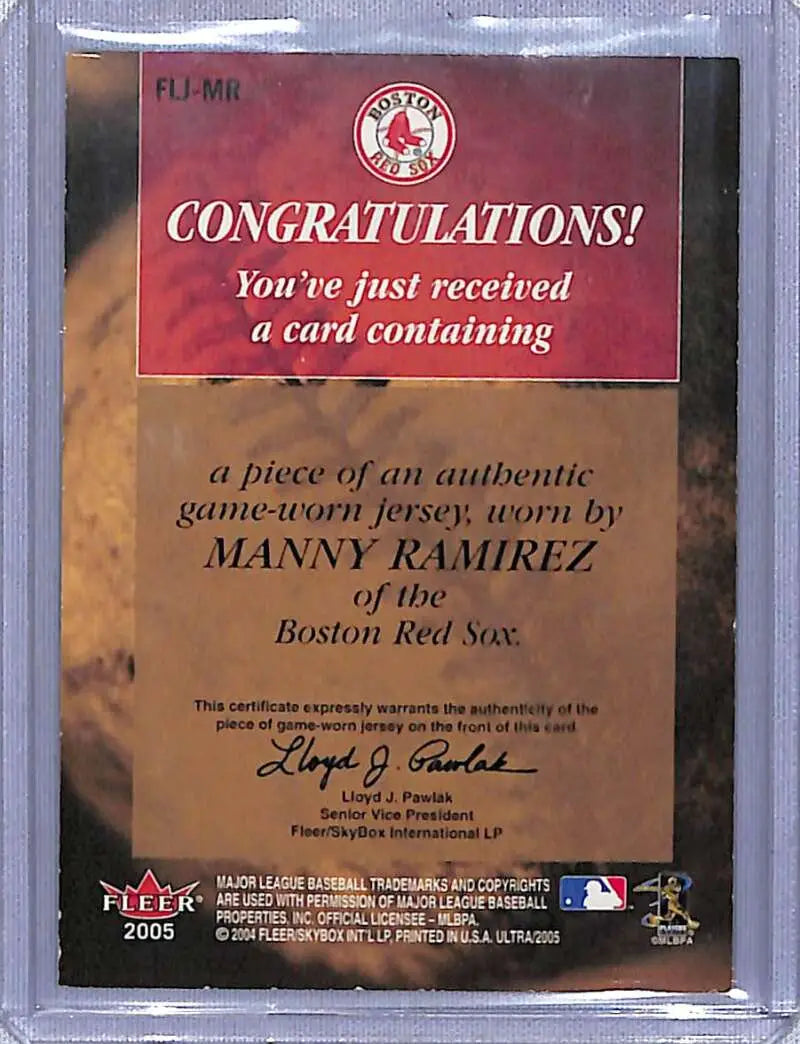 FLJ-MR
BOSTON
RED SOX
CONGRATULATIONS!
You've just received
a card containing
a piece of an authentic
game-worn jersey, worn by
MANNY RAMIREZ
of the
Boston Red Sox.
This certificate expressly warrants the authenticity of the
piece of game-worn jersey on the front of this card
Lloyd J. Pawlak
Lloyd J. Pawlak
Senior Vice President
Fleer/SkyBox International LP
FLEER®
2005
MAJOR LEAGUE BASEBALL TRADEMARKS AND COPYRIGHTS
ARE USED WITH PERMISSION OF MAJOR LEAGUE BASEBALL
PROPERTIES, INC. OFFICIAL LICENSEE – MLBPA.
© 2004 FLEER/SKYBOX INT'L LP, PRINTED IN U.S.A. ULTRA/2005
PLAYERS
©MLBPA